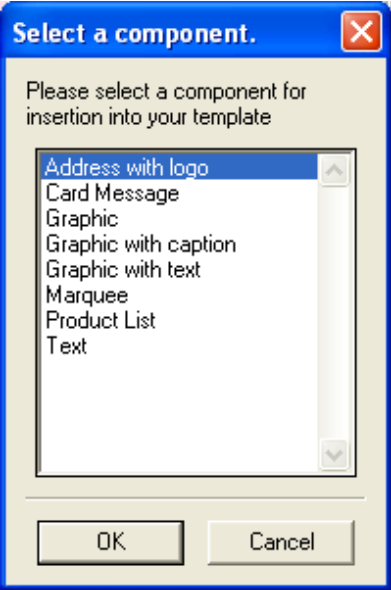 Select a component.
Please select a component for
insertion into your template
Address with logo
Card Message
Graphic
Graphic with caption
Graphic with text
Marquee
Product List
Text
OK
Cancel